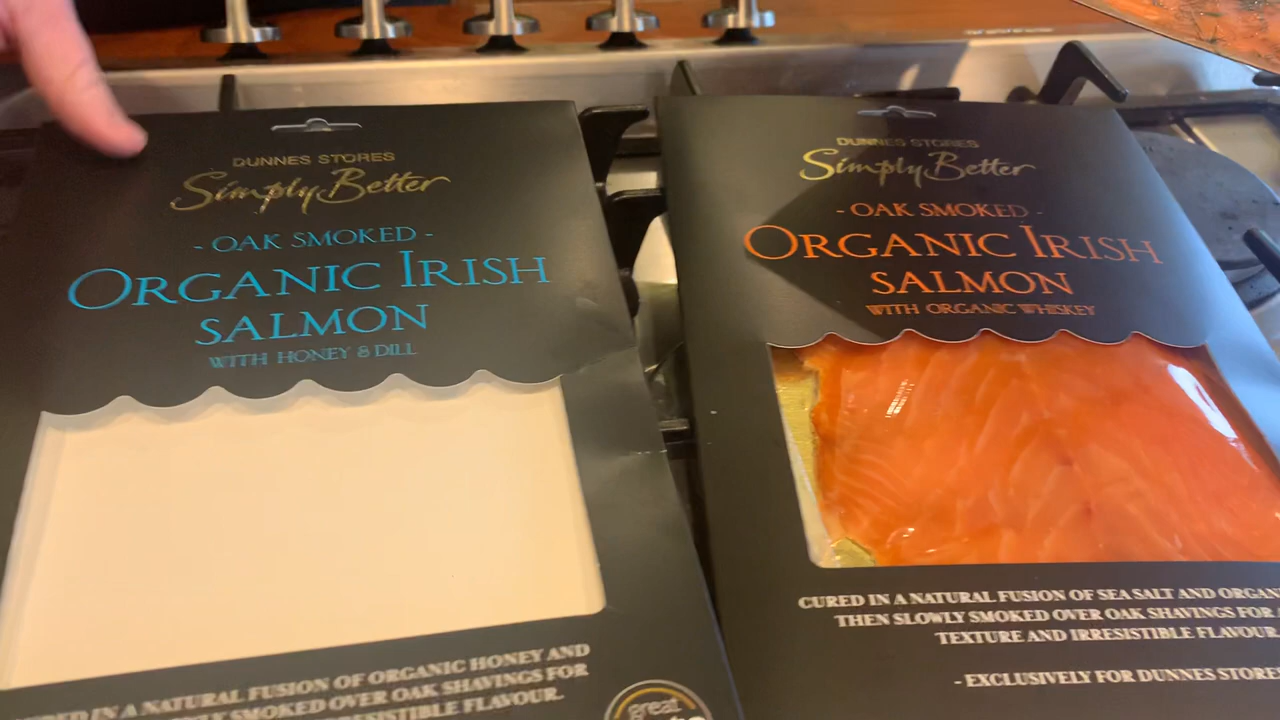 DUNNES STORES
Simply Better
- OAK SMOKED -
ORGANIC IRISH
SALMON
WITH HONEY & DILL
A NATURAL FUSION OF ORGANIC HONEY AND
SMOKED OVER OAK SHAVINGS FOR
IRRESISTIBLE FLAVOUR.
great
DUNNES STORES
Simply Better
- OAK SMOKED -
ORGANIC IRISH
SALMON
WITH ORGANIC WHISKEY
CURED IN A NATURAL FUSION OF SEA SALT AND ORGAN
THEN SLOWLY SMOKED OVER OAK SHAVINGS FOR
TEXTURE AND IRRESISTIBLE FLAVOUR
- EXCLUSIVELY FOR DUNNES STORES